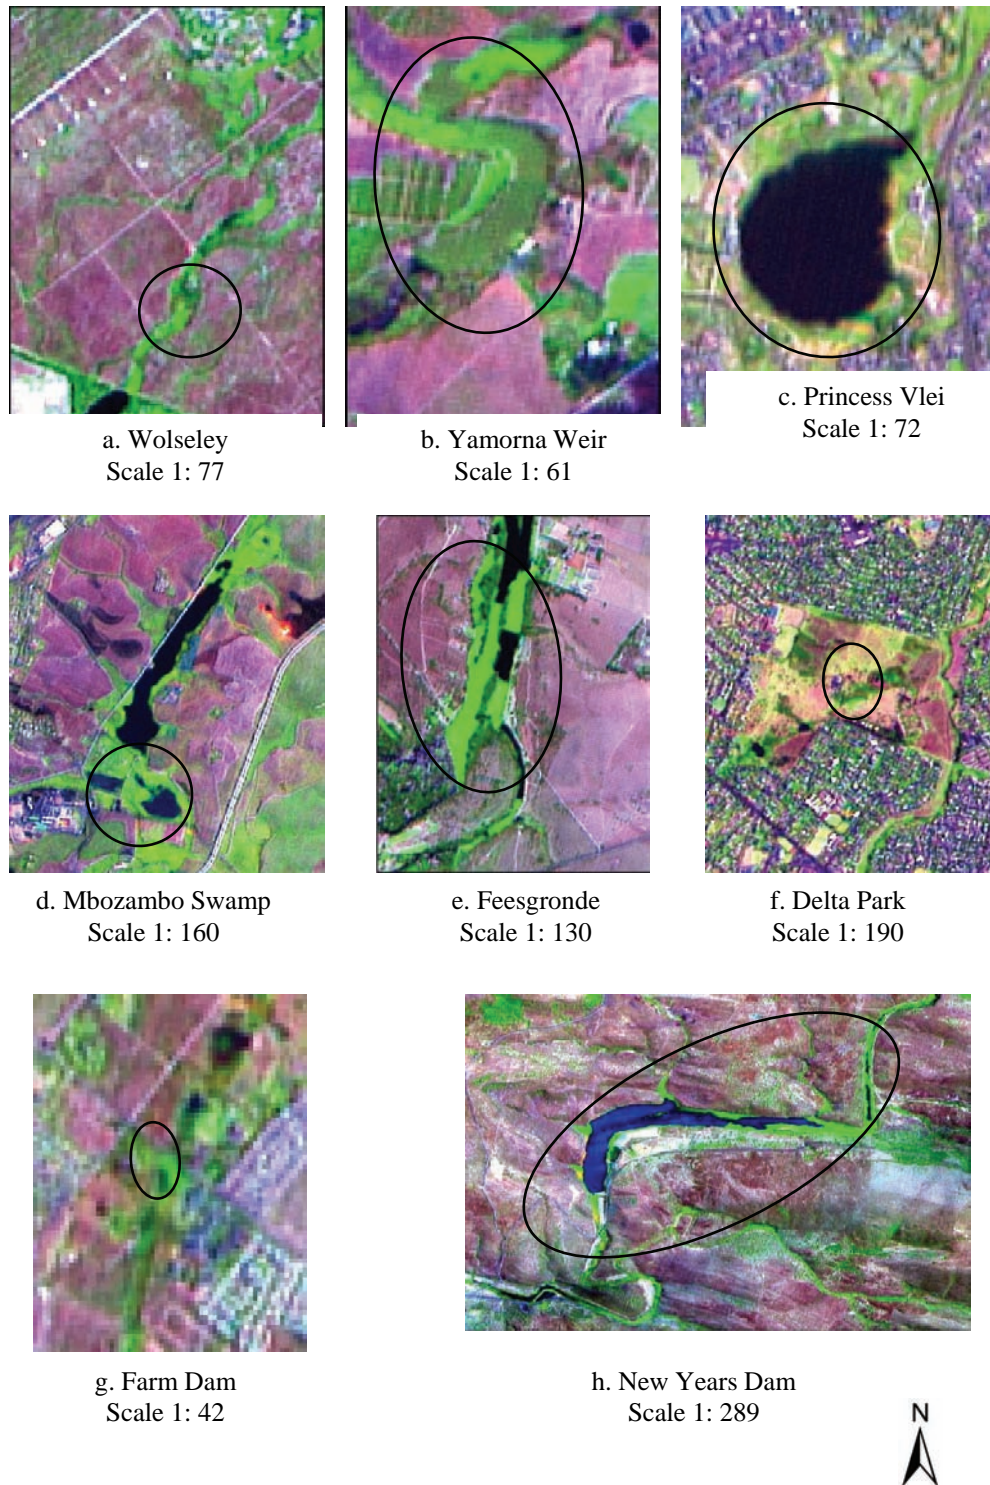 a. Wolseley
Scale 1: 77
b. Yamorna Weir
Scale 1: 61
c. Princess Vlei
Scale 1: 72
d. Mbozambo Swamp
Scale 1: 160
e. Feesgronde
Scale 1: 130
f. Delta Park
Scale 1: 190
g. Farm Dam
Scale 1: 42
h. New Years Dam
Scale 1: 289
N